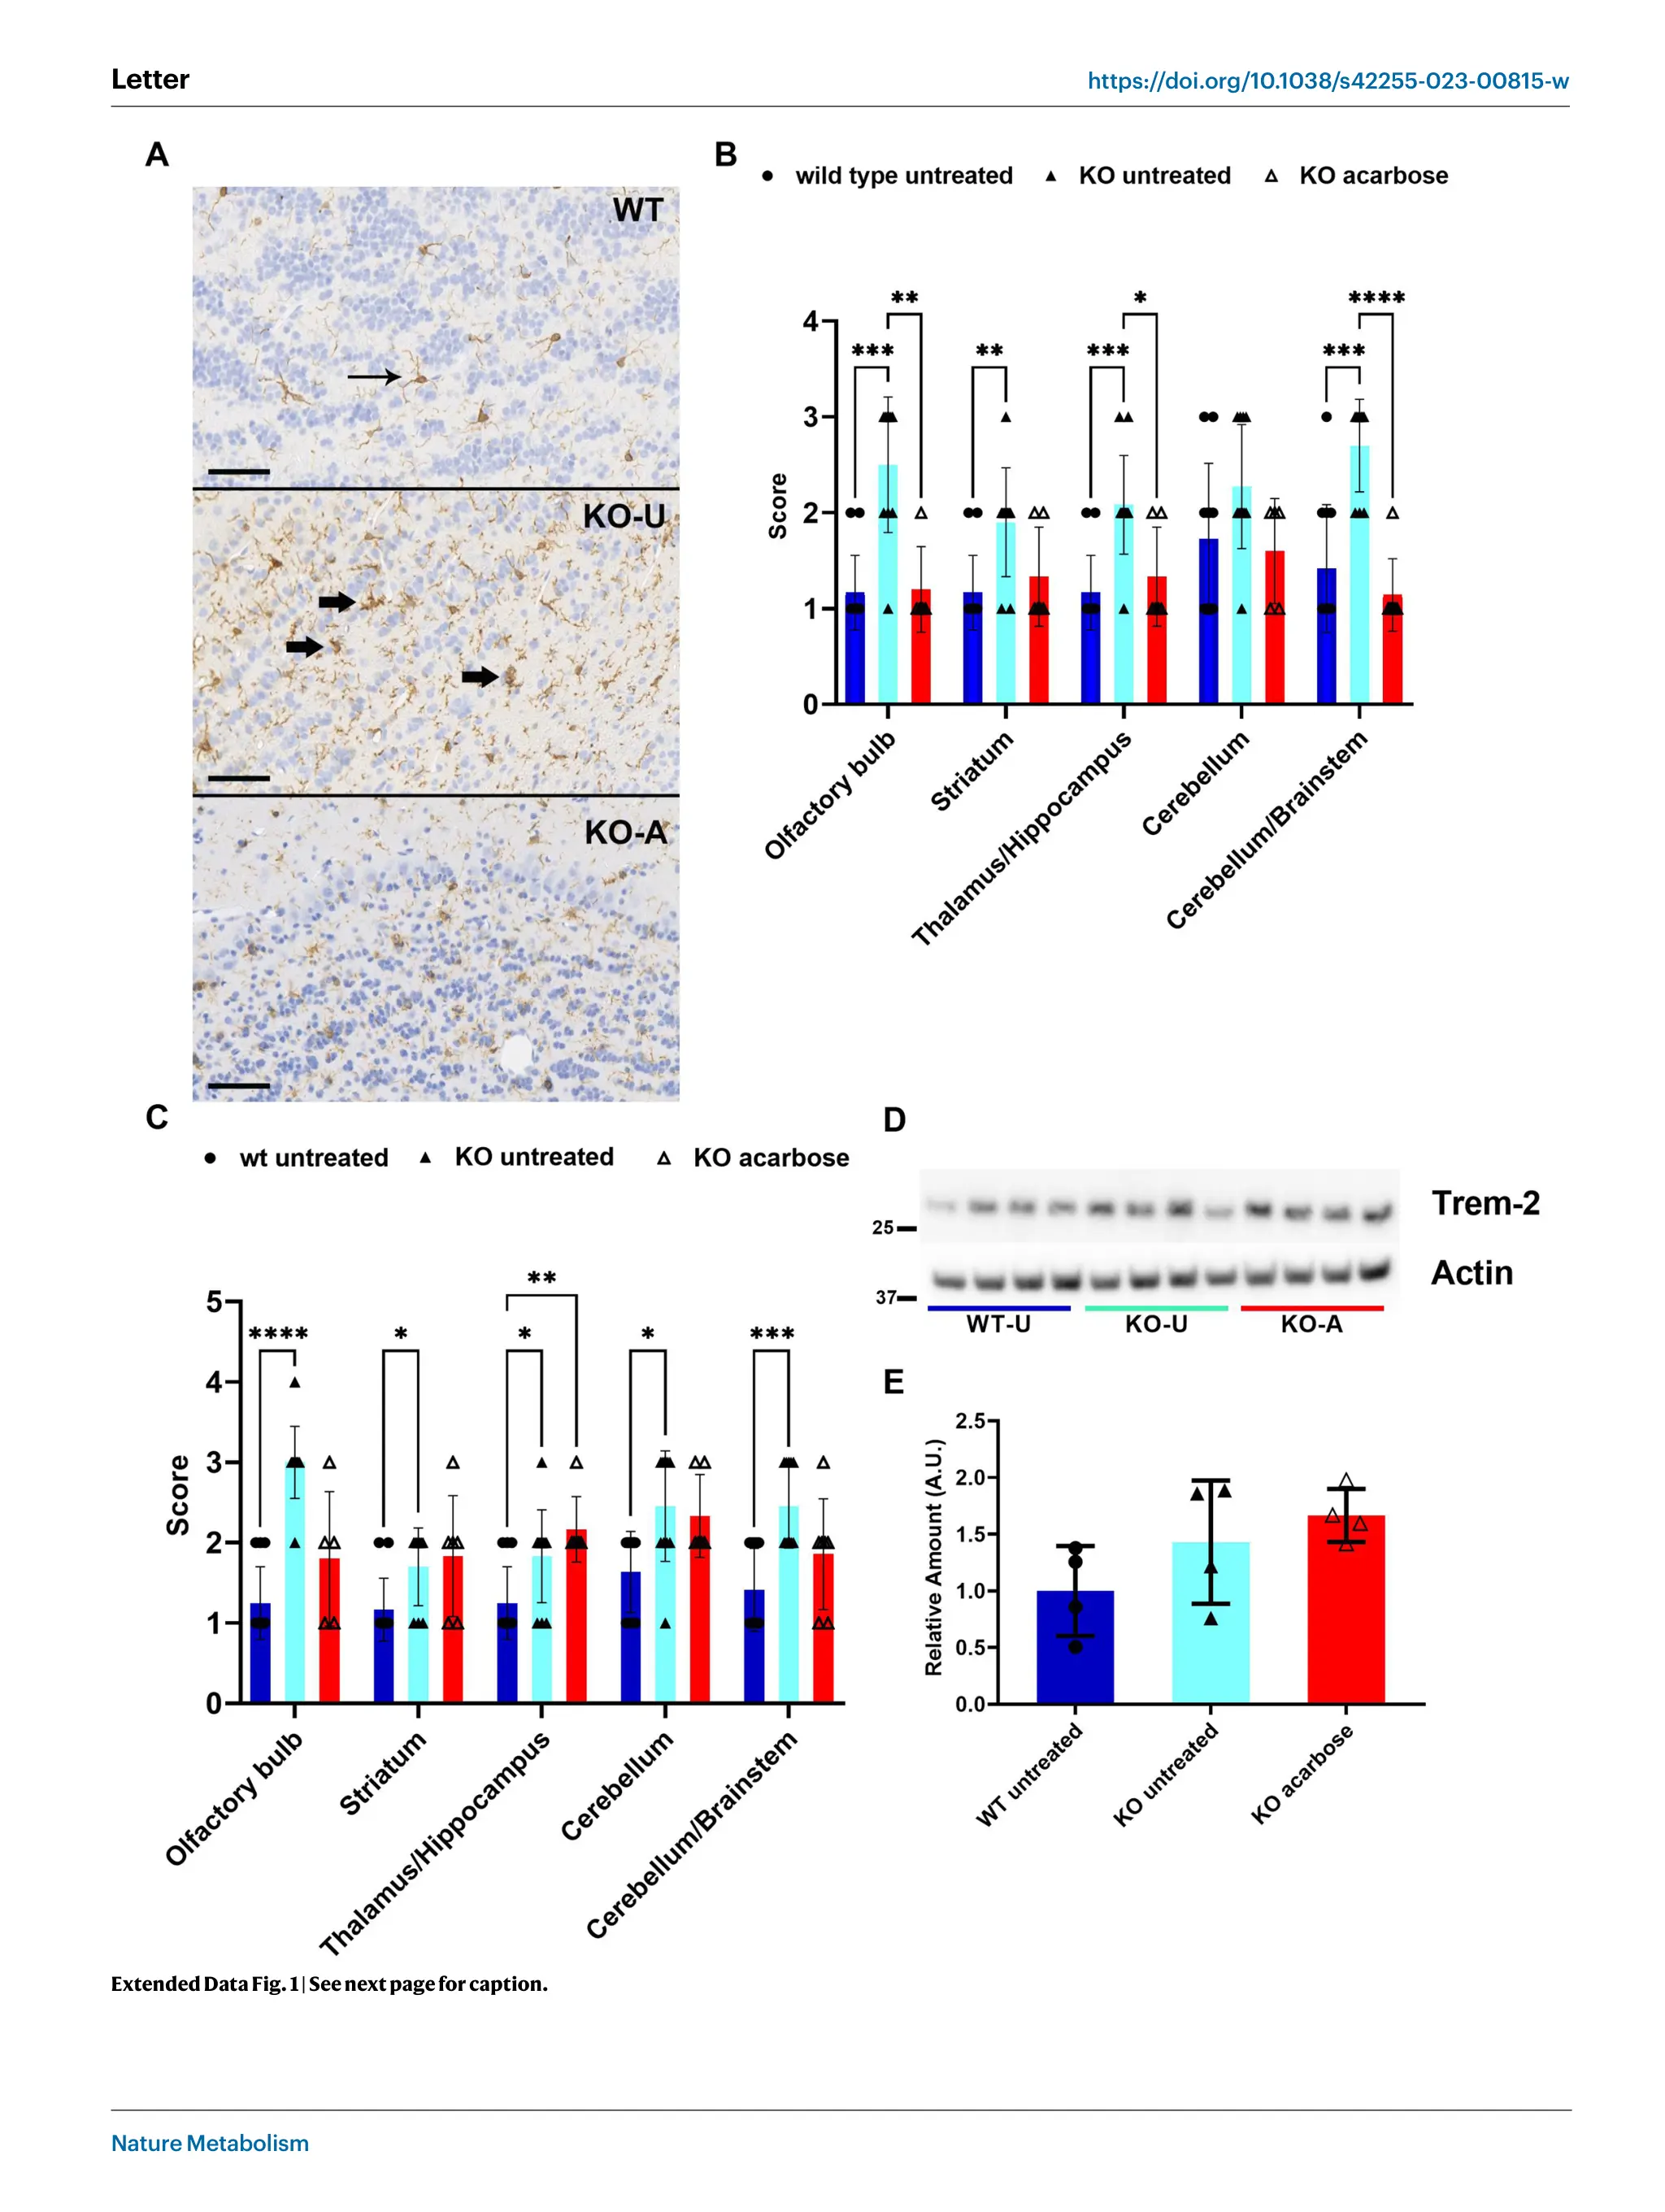 Letter
https://doi.org/10.1038/s42255-023-00815-w
A
WT
KO-U
KO-A
B
wild type untreated
KO untreated
KO acarbose
Score
4
3
2
1
0
***
**
**
***
*
***
****
Olfactory bulb
Striatum
Thalamus/Hippocampus
Cerebellum
Cerebellum/Brainstem
C
wt untreated
KO untreated
KO acarbose
Score
5
4
3
2
1
0
****
*
*
**
*
***
Olfactory bulb
Striatum
Thalamus/Hippocampus
Cerebellum
Cerebellum/Brainstem
D
25
37
Trem-2
Actin
WT-U
KO-U
KO-A
E
Relative Amount (A.U.)
2.5
2.0
1.5
1.0
0.5
0.0
WT untreated
KO untreated
KO acarbose
Extended Data Fig. 1 | See next page for caption.
Nature Metabolism